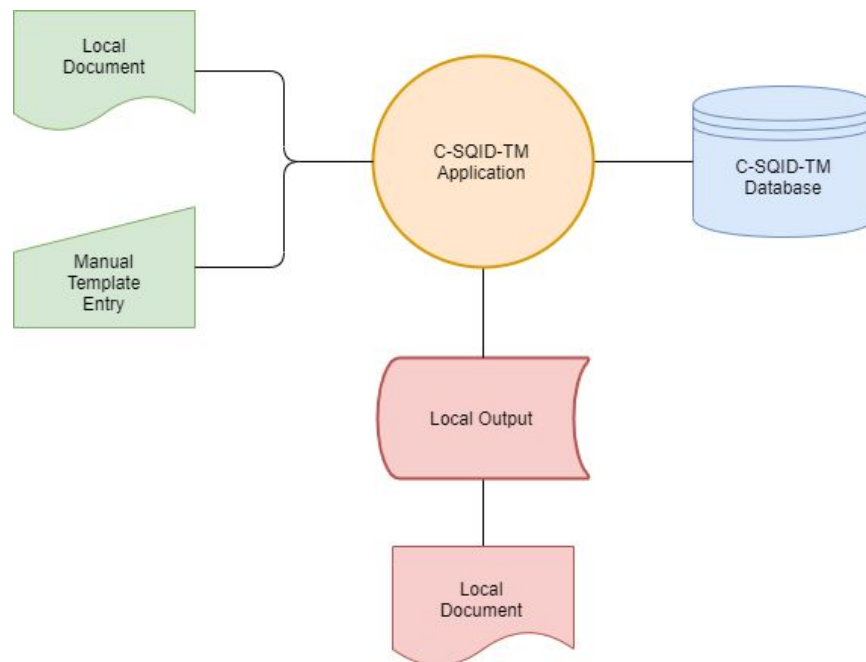 Local
Document
C-SQID-TM
Application
C-SQID-TM
Database
Manual
Template
Entry
Local Output
Local
Document